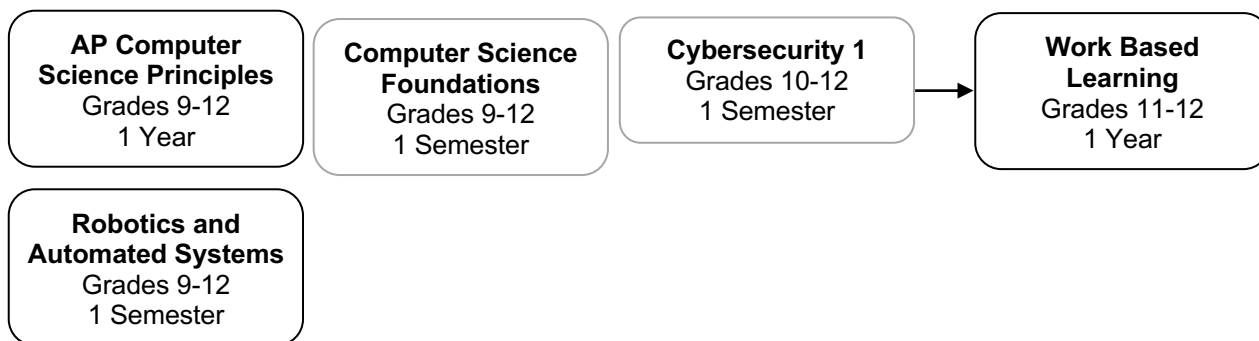 AP Computer
Science Principles
Grades 9-12
1 Year
Computer Science
Foundations
Grades 9-12
1 Semester
Cybersecurity 1
Grades 10-12
1 Semester
Work Based
Learning
Grades 11-12
1 Year
Robotics and
Automated Systems
Grades 9-12
1 Semester